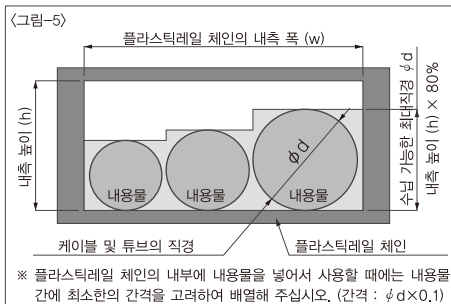 〈그림-5〉
플라스틱레일 체인의 내측 폭 (w)
내측 높이 (h)
내용물
내용물
내용물
φd
수납 가능한 최대직경 φd
내측 높이 (h) × 80%
케이블 및 튜브의 직경
플라스틱레일 체인
※ 플라스틱레일 체인의 내부에 내용물을 넣어서 사용할 때에는 내용물
간에 최소한의 간격을 고려하여 배열해 주십시오. (간격 : φd×0.1)